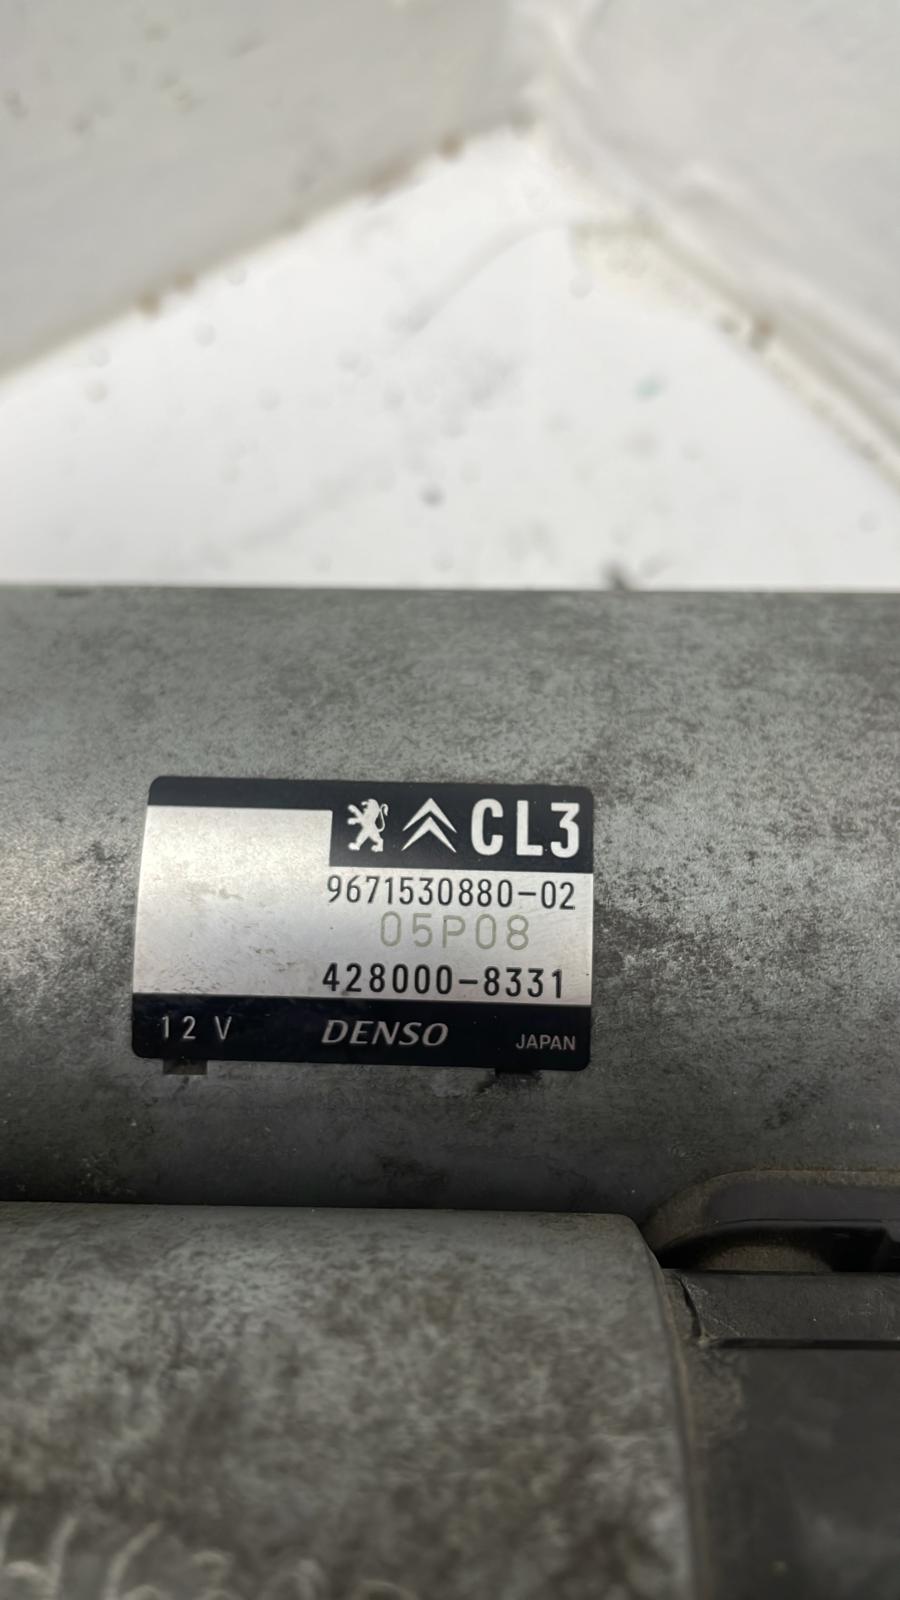 CL3
9671530880-02
05P08
428000-8331
12 V DENSO JAPAN